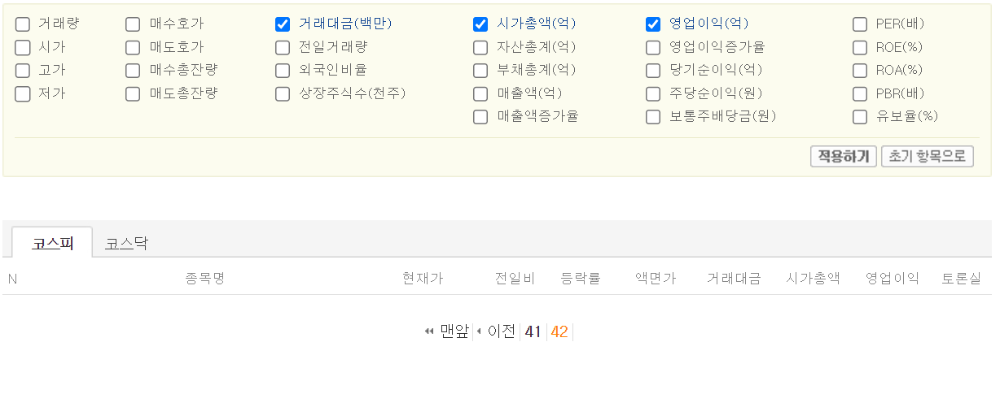 거래량 매수호가 거래대금(백만) 시가총액(억) 영업이익(억) PER(배)
시가 매도호가 전일거래량 자산총계(억) 영업이익증가율 ROE(%)
고가 매수총잔량 외국인비율 부채총계(억) 당기순이익(억) ROA(%)
저가 매도총잔량 상장주식수(천주) 매출액(억) 주당순이익(원) PBR(배)
매출액증가율 보통주배당금(원) 유보율(%)
적용하기 초기 항목으로
코스피 코스닥
N 종목명 현재가 전일비 등락률 액면가 거래대금 시가총액 영업이익 토론실
맨앞 이전 41 42